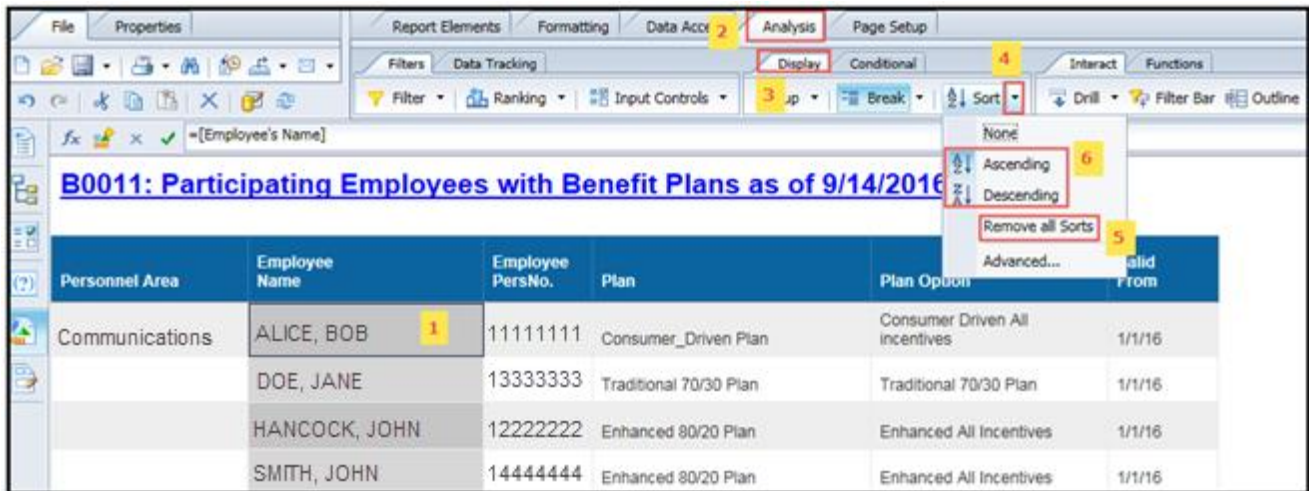 File Properties Report Elements Formatting Data Acce 2 Analysis Page Setup
Filters Data Tracking Display Conditional 4 Interact Functions
Filter Ranking Input Controls 3 up Break Sort Drill Filter Bar Outline
=[Employee's Name]
None
Ascending 6
Descending
Remove all Sorts 5
Advanced...
B0011: Participating Employees with Benefit Plans as of 9/14/2016
Personnel Area Employee Name Employee PersNo. Plan Plan Option alid From
Communications ALICE, BOB 1 11111111 Consumer_Driven Plan Consumer Driven All incentives 1/1/16
DOE, JANE 13333333 Traditional 70/30 Plan Traditional 70/30 Plan 1/1/16
HANCOCK, JOHN 12222222 Enhanced 80/20 Plan Enhanced All Incentives 1/1/16
SMITH, JOHN 14444444 Enhanced 80/20 Plan Enhanced All Incentives 1/1/16